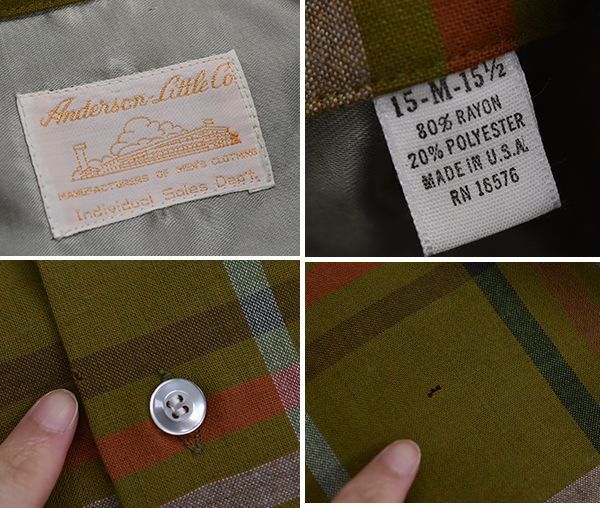 Anderson-Little Co.
MANUFACTURERS OF MEN'S CLOTHING
Individual Sales Dep't.
15-M-15½
80% RAYON
20% POLYESTER
MADE IN U.S.A.
RN 16576